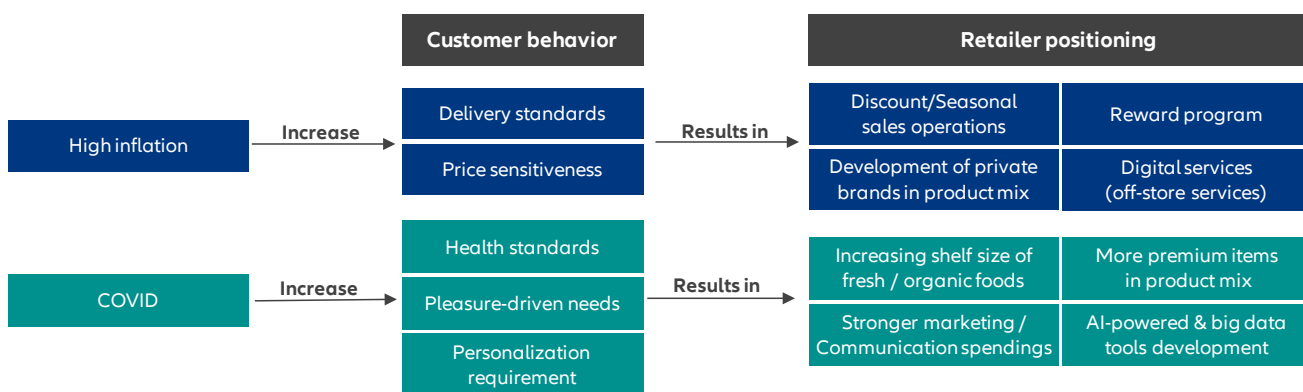 Customer behavior
Retailer positioning
High inflation
Increase
Delivery standards
Price sensitiveness
Results in
Discount/Seasonal
sales operations
Reward program
Development of private
brands in product mix
Digital services
(off-store services)
COVID
Increase
Health standards
Pleasure-driven needs
Personalization
requirement
Results in
Increasing shelf size of
fresh / organic foods
More premium items
in product mix
Stronger marketing /
Communication spendings
AI-powered & big data
tools development